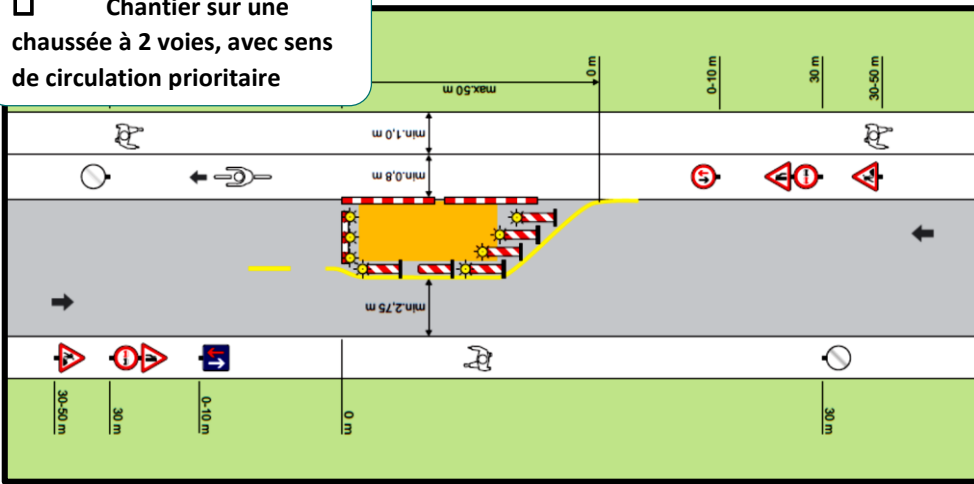 Chantier sur une
chaussée à 2 voies, avec sens
de circulation prioritaire
max.50 m
0 m
0-10 m
30 m
30-50 m
min.1,0 m
min.0,8 m
min.2,75 m
30-50 m
30 m
0-10 m
0 m
30 m